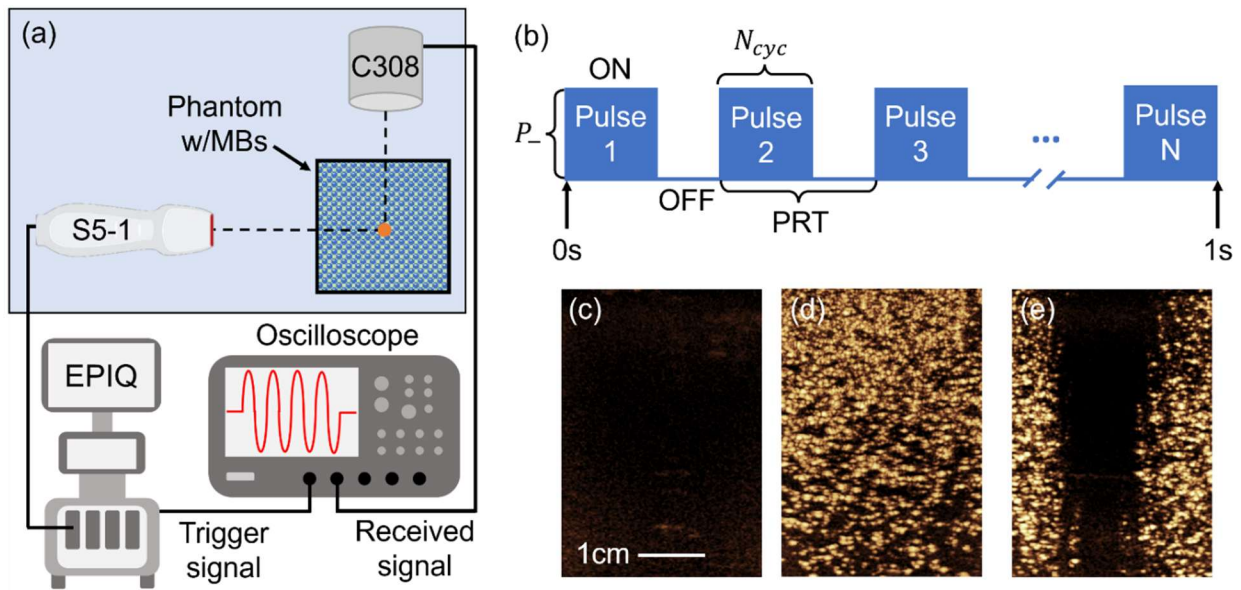 (a)
C308
Phantom
w/MBs
S5-1
Oscilloscope
EPIQ
Trigger
signal
Received
signal
(b)
N_cyc
ON
P_
Pulse
1
Pulse
2
Pulse
3
...
Pulse
N
OFF
PRT
0s
1s
(c)
1cm
(d)
(e)